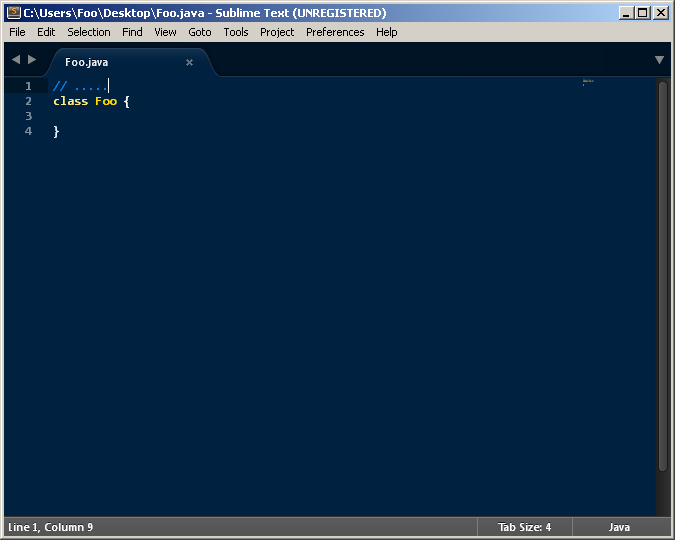 C:\Users\Foo\Desktop\Foo.java - Sublime Text (UNREGISTERED)
File Edit Selection Find View Goto Tools Project Preferences Help
Foo.java
1 // .....
2 class Foo {
3
4 }
Line 1, Column 9 Tab Size: 4 Java